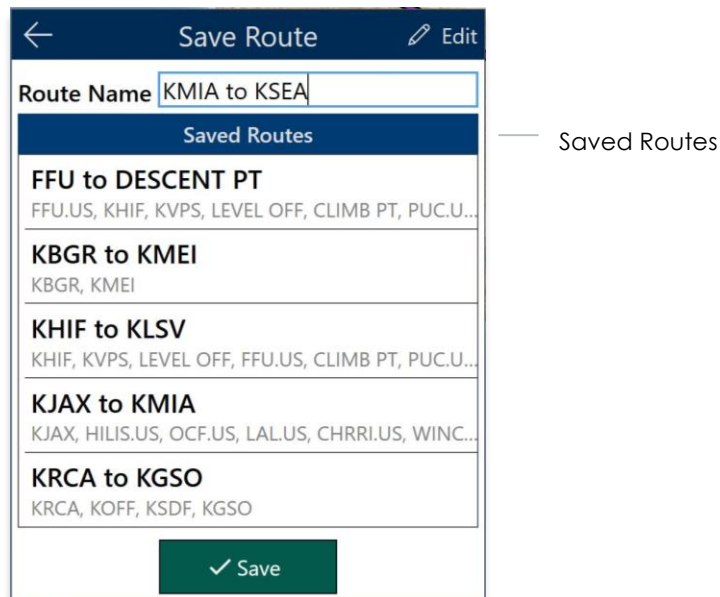 Save Route
Edit
Route Name KMIA to KSEA
Saved Routes
Saved Routes
FFU to DESCENT PT
FFU.US, KHIF, KVPS, LEVEL OFF, CLIMB PT, PUC.U...
KBGR to KMEI
KBGR, KMEI
KHIF to KLSV
KHIF, KVPS, LEVEL OFF, FFU.US, CLIMB PT, PUC.U...
KJAX to KMIA
KJAX, HILIS.US, OCF.US, LAL.US, CHRRI.US, WINC...
KRCA to KGSO
KRCA, KOFF, KSDF, KGSO
Save